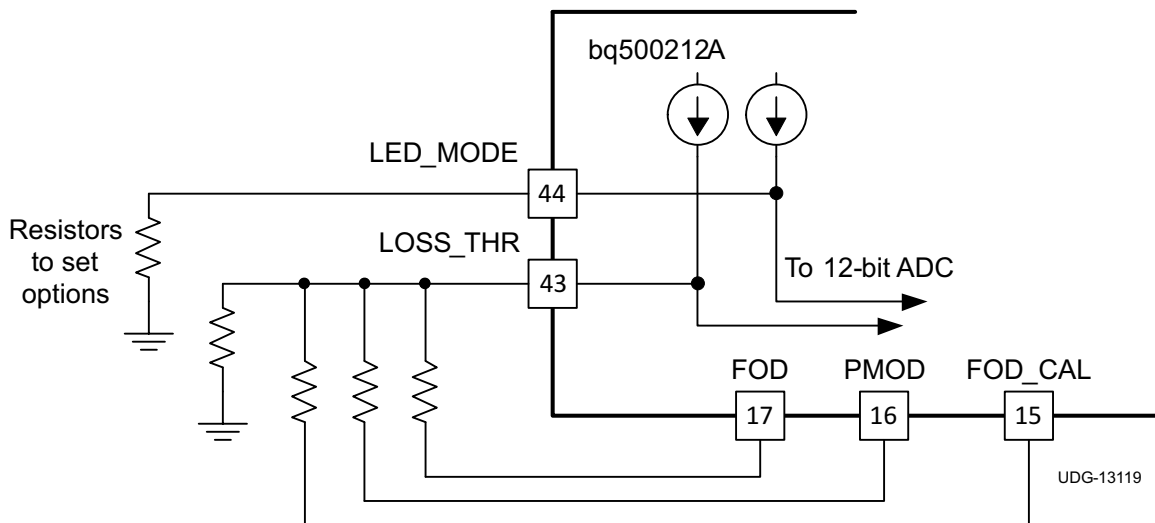 bq500212A
LED_MODE
44
Resistors
to set
options
LOSS_THR
43
To 12-bit ADC
FOD
PMOD
FOD_CAL
17
16
15
UDG-13119